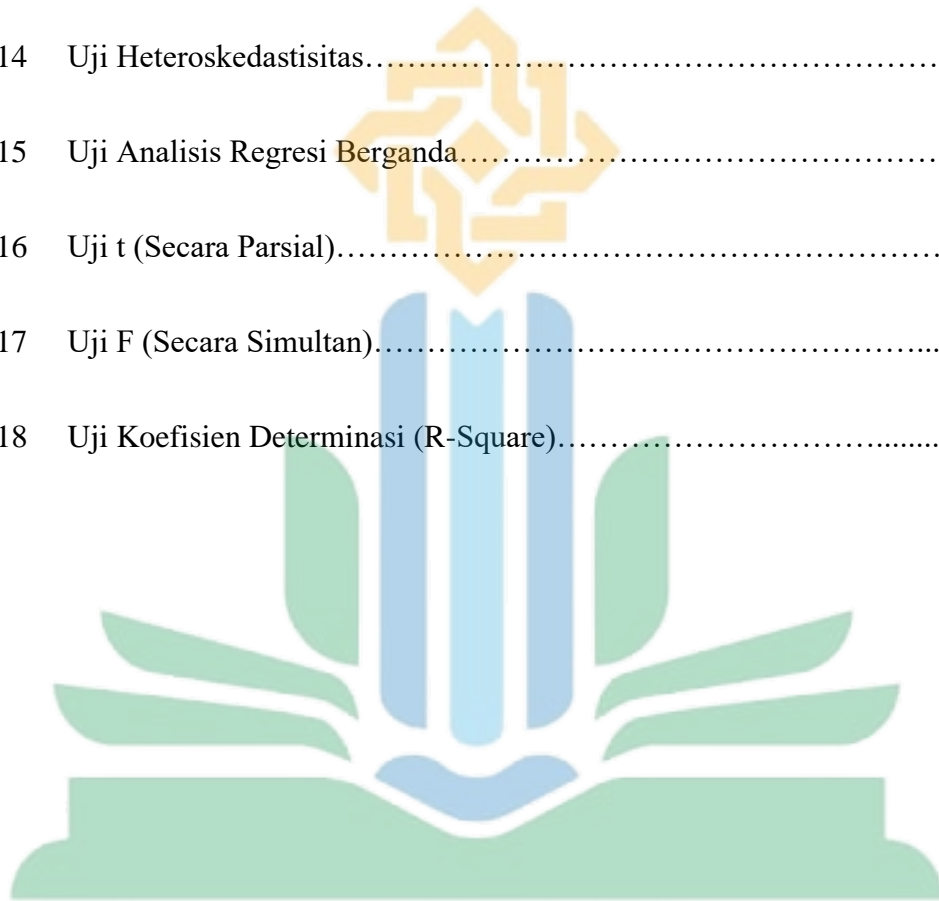 14 Uji Heteroskedastisitas………………………………………………………….
15 Uji Analisis Regresi Berganda……………………………………………….
16 Uji t (Secara Parsial)…………………………………………………………….
17 Uji F (Secara Simultan)………………………………………………………...
18 Uji Koefisien Determinasi (R-Square)………………………………........